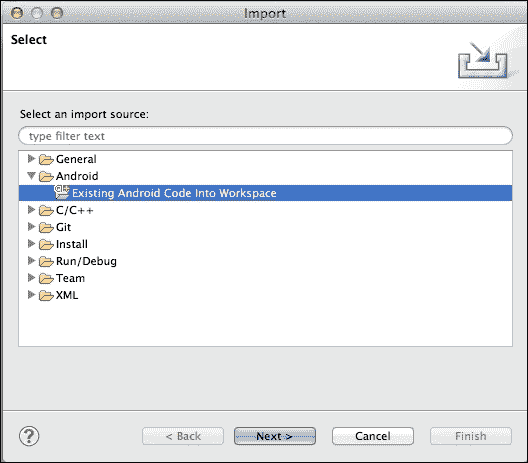 Import
Select
Select an import source:
type filter text
General
Android
Existing Android Code Into Workspace
C/C++
Git
Install
Run/Debug
Team
XML
? < Back Next > Cancel Finish